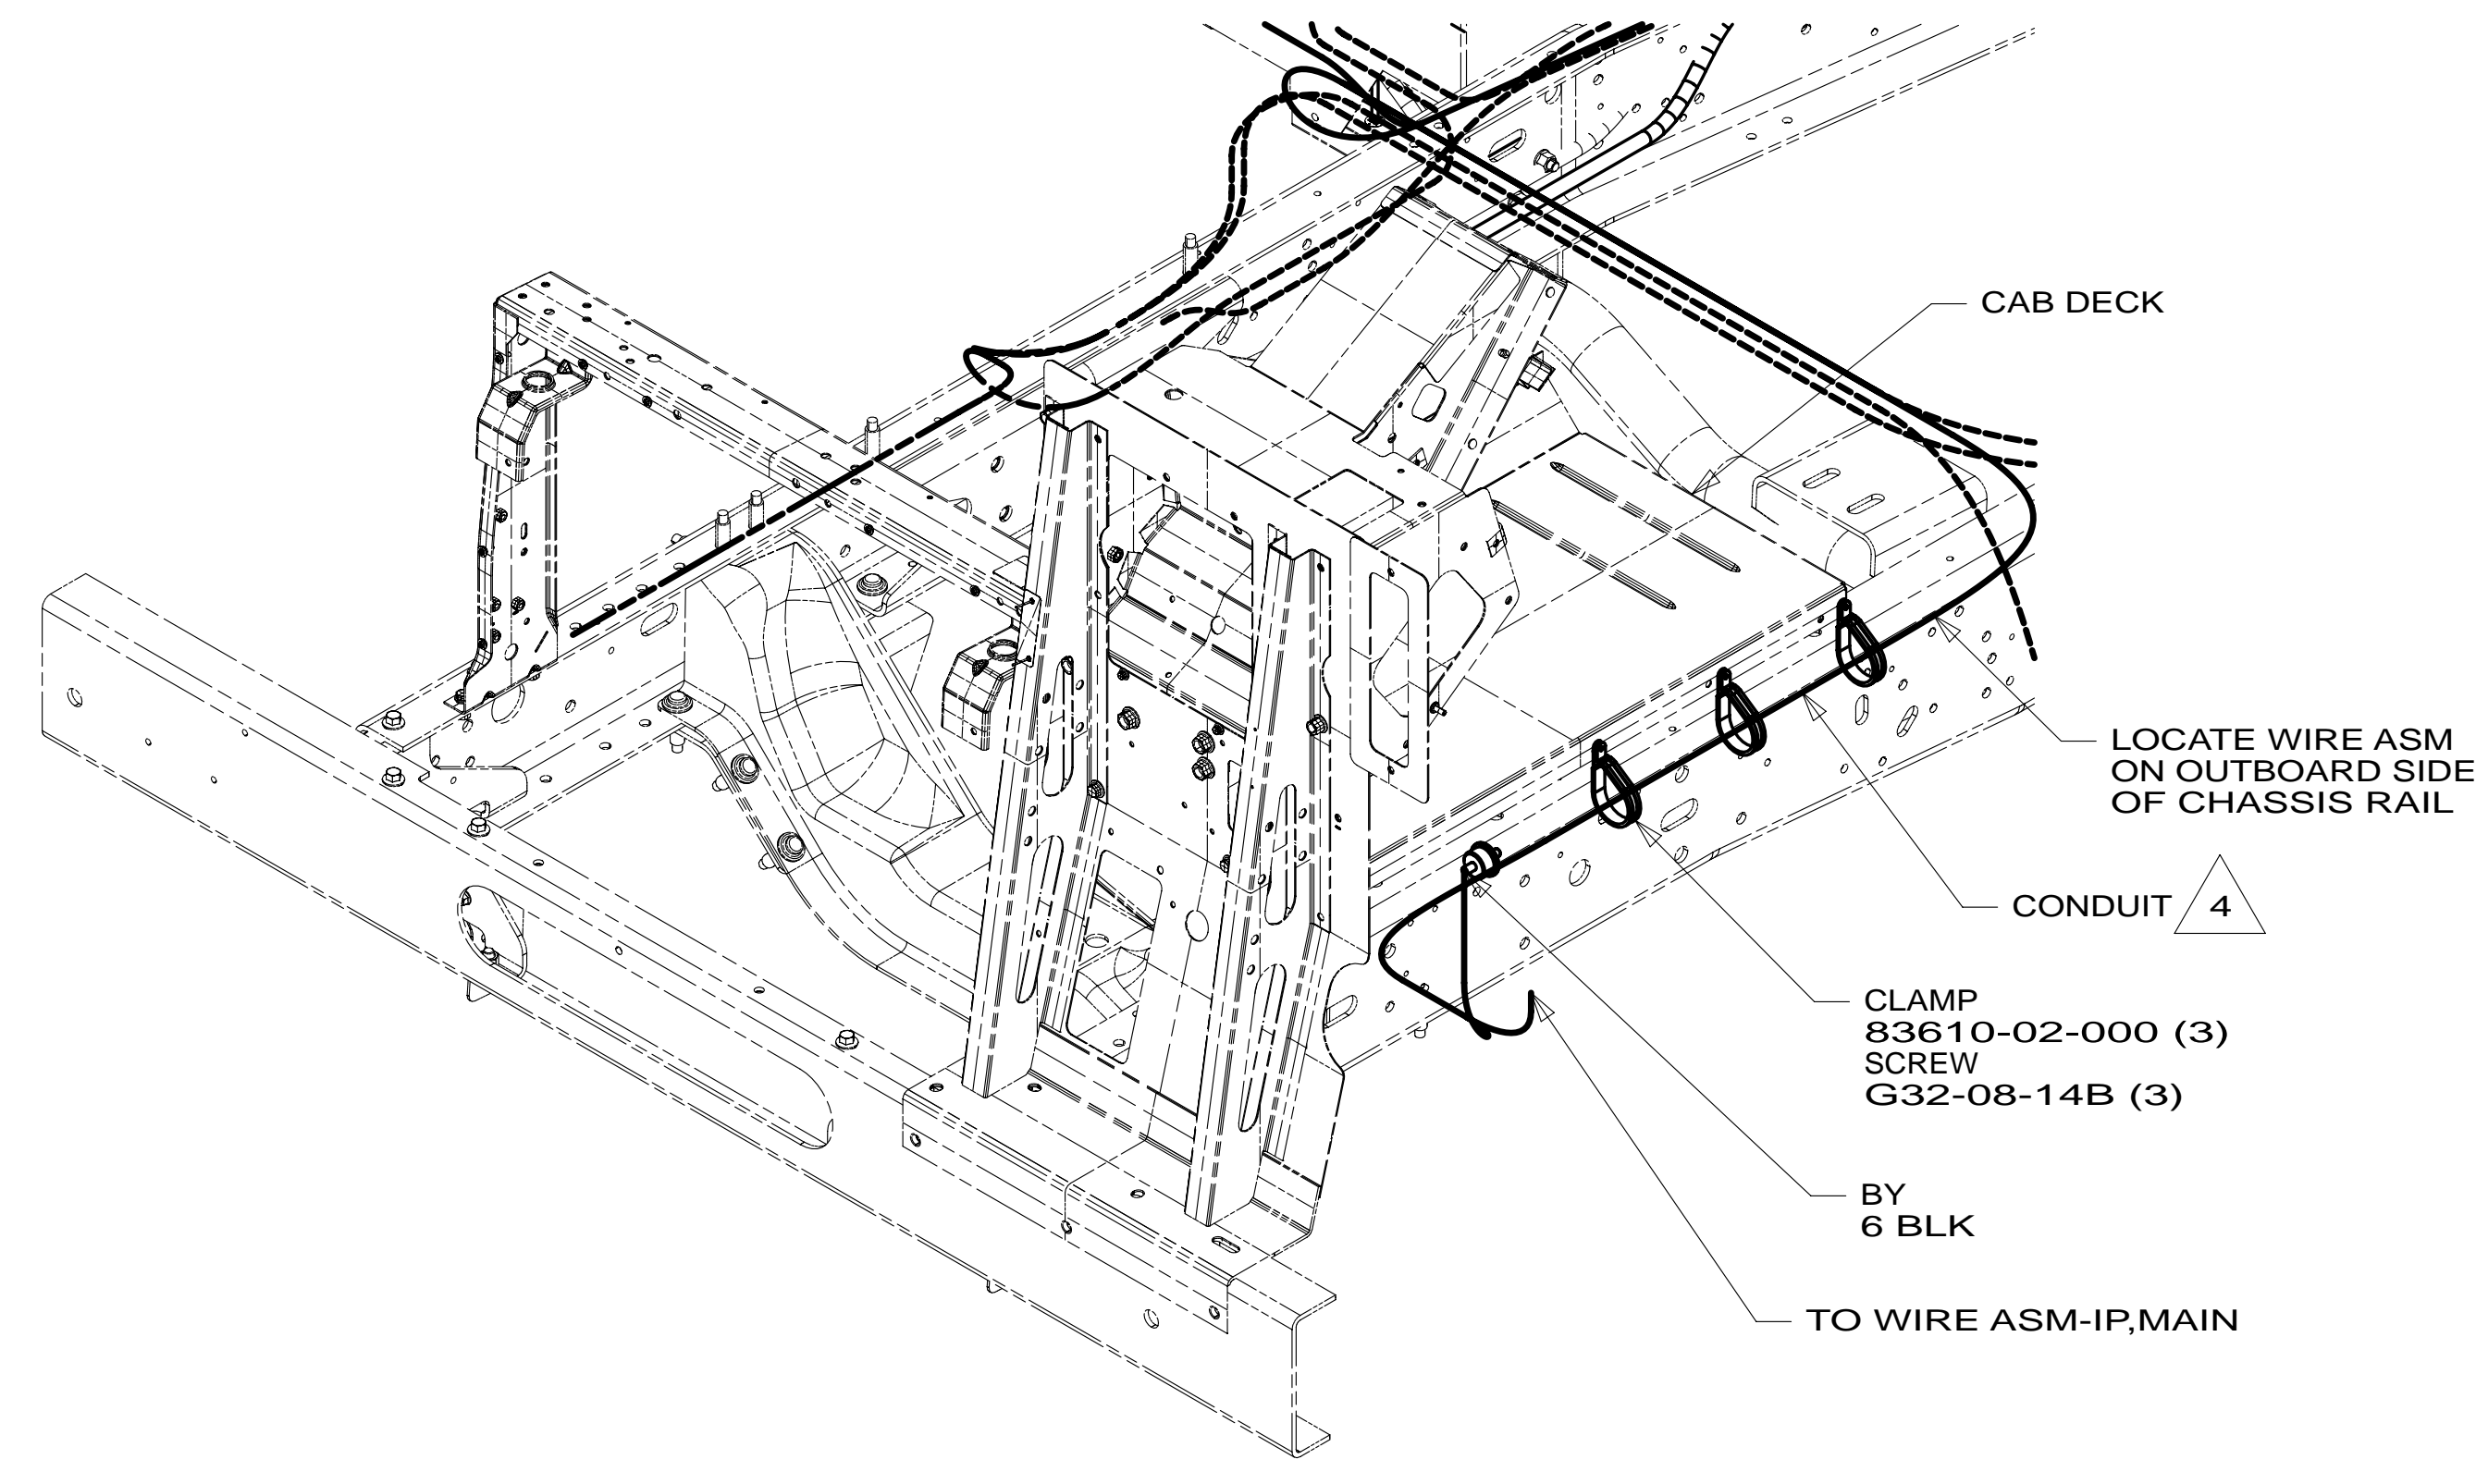 CAB DECK
LOCATE WIRE ASM
ON OUTBOARD SIDE
OF CHASSIS RAIL
CONDUIT 4
CLAMP
83610-02-000 (3)
SCREW
G32-08-14B (3)
BY
6 BLK
TO WIRE ASM-IP,MAIN